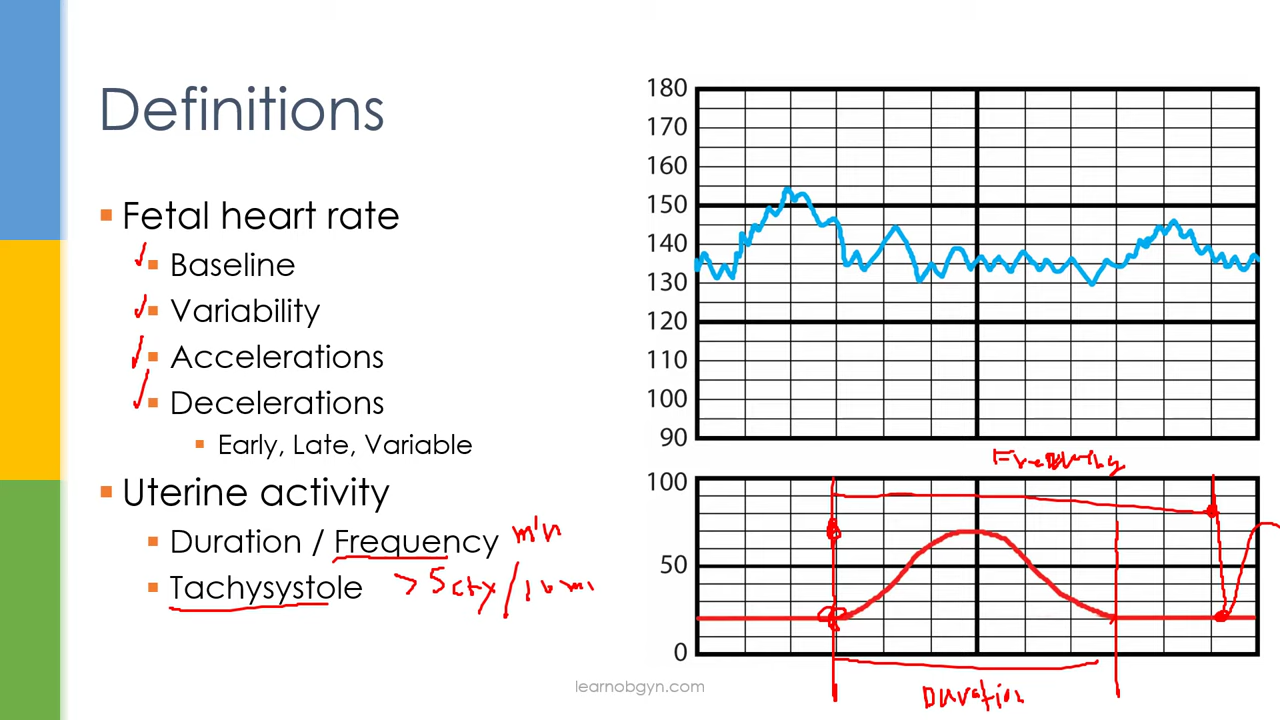 Definitions
Fetal heart rate
Baseline
Variability
Accelerations
Decelerations
Early, Late, Variable
Uterine activity
Duration / Frequency min
Tachysystole > 5 ctx / 10 m
180
170
160
150
140
130
120
110
100
90
Frequency
100
50
0
Duration
learnobgyn.com